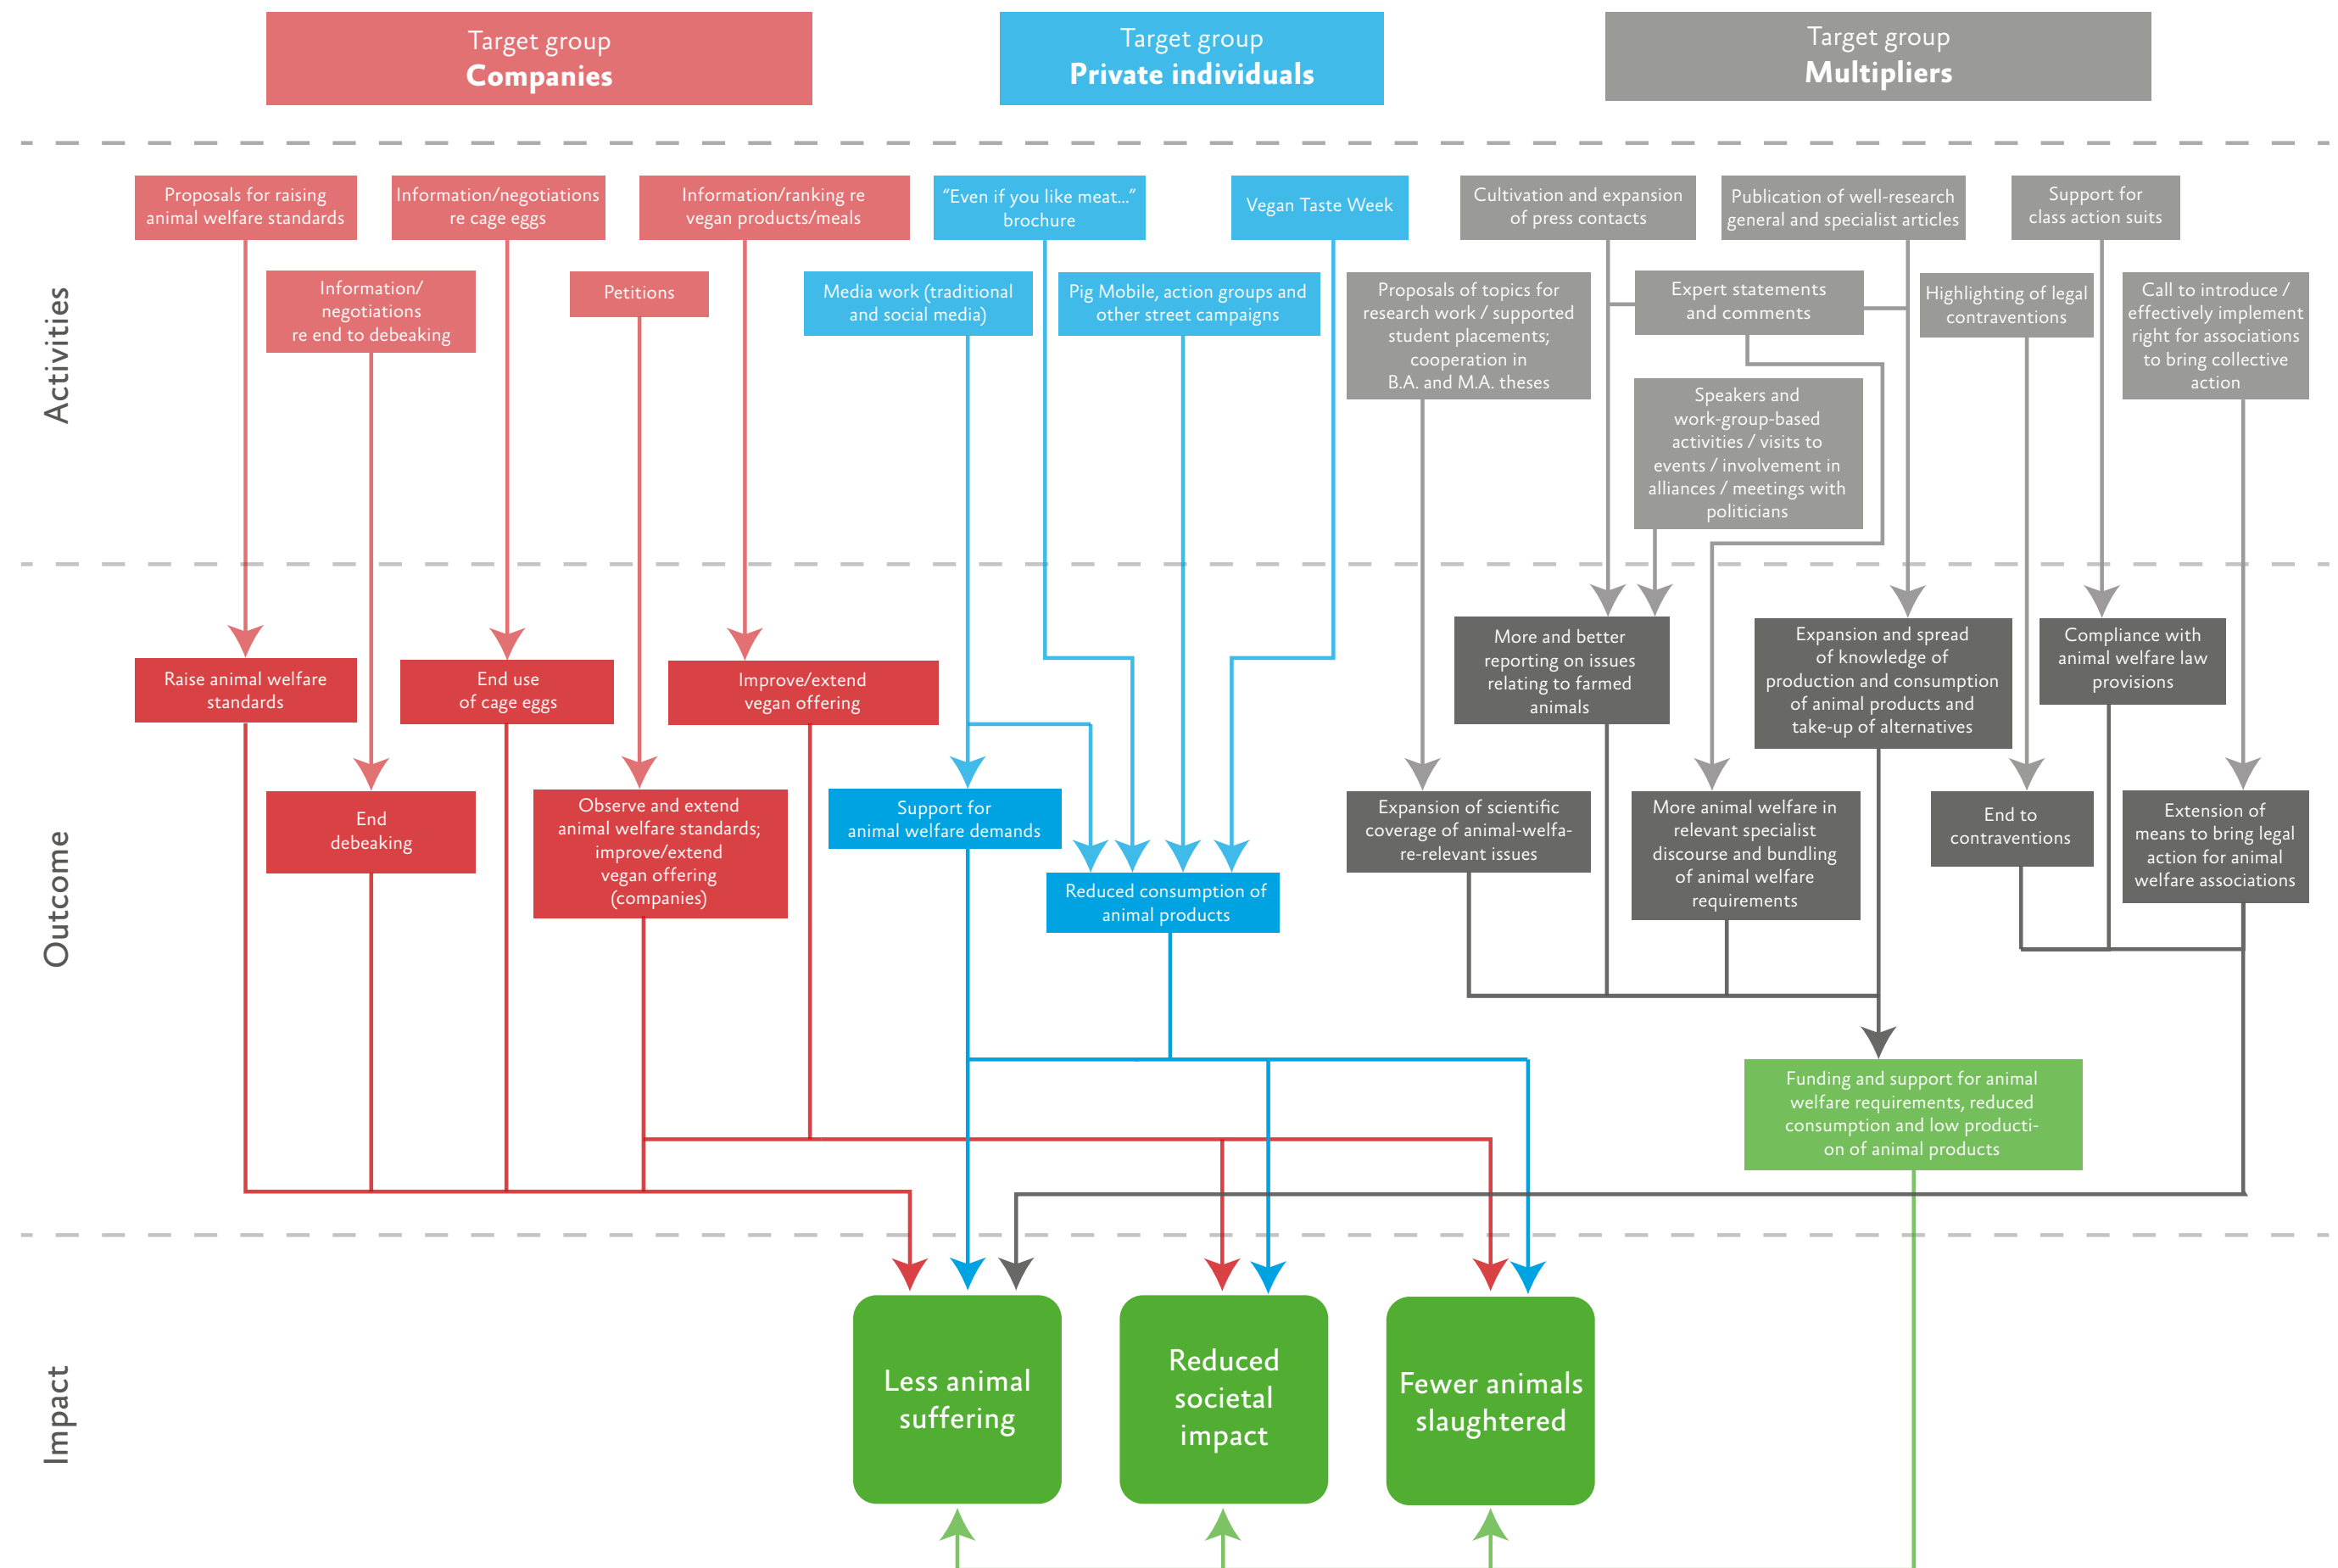 Target group
Companies
Target group
Private individuals
Target group
Multipliers
Activities
Proposals for raising
animal welfare standards
Information/negotiations
re cage eggs
Information/ranking re
vegan products/meals
“Even if you like meat...”
brochure
Vegan Taste Week
Cultivation and expansion
of press contacts
Publication of well-research
general and specialist articles
Support for
class action suits
Information/
negotiations
re end to debeaking
Petitions
Media work (traditional
and social media)
Pig Mobile, action groups and
other street campaigns
Proposals of topics for
research work / supported
student placements;
cooperation in
B.A. and M.A. theses
Expert statements
and comments
Highlighting of legal
contraventions
Call to introduce /
effectively implement
right for associations
to bring collective
action
Speakers and
work-group-based
activities / visits to
events / involvement in
alliances / meetings with
politicians
Outcome
Raise animal welfare
standards
End use
of cage eggs
Improve/extend
vegan offering
More and better
reporting on issues
relating to farmed
animals
Expansion and spread
of knowledge of
production and consumption
of animal products and
take-up of alternatives
Compliance with
animal welfare law
provisions
End
debeaking
Observe and extend
animal welfare standards;
improve/extend
vegan offering
(companies)
Support for
animal welfare demands
Reduced consumption of
animal products
Expansion of scientific
coverage of animal-welfa-
re-relevant issues
More animal welfare in
relevant specialist
discourse and bundling
of animal welfare
requirements
End to
contraventions
Extension of
means to bring legal
action for animal
welfare associations
Funding and support for animal
welfare requirements, reduced
consumption and low producti-
on of animal products
Impact
Less animal
suffering
Reduced
societal
impact
Fewer animals
slaughtered